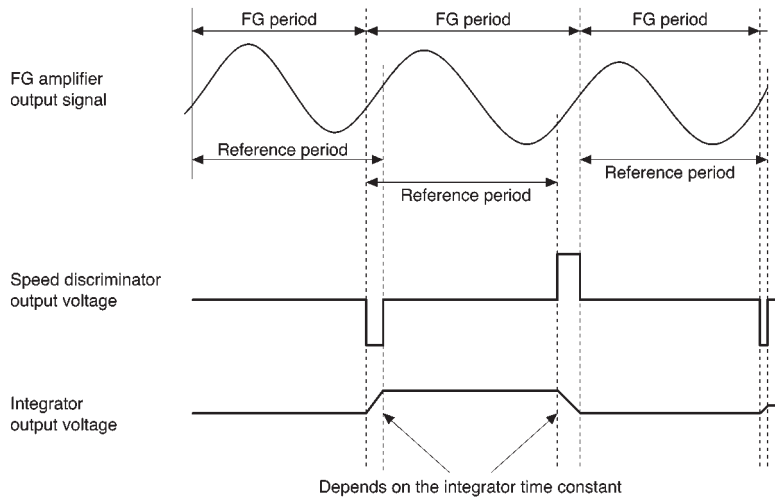 FG period
FG period
FG period
FG amplifier
output signal
Reference period
Reference period
Reference period
Speed discriminator
output voltage
Integrator
output voltage
Depends on the integrator time constant